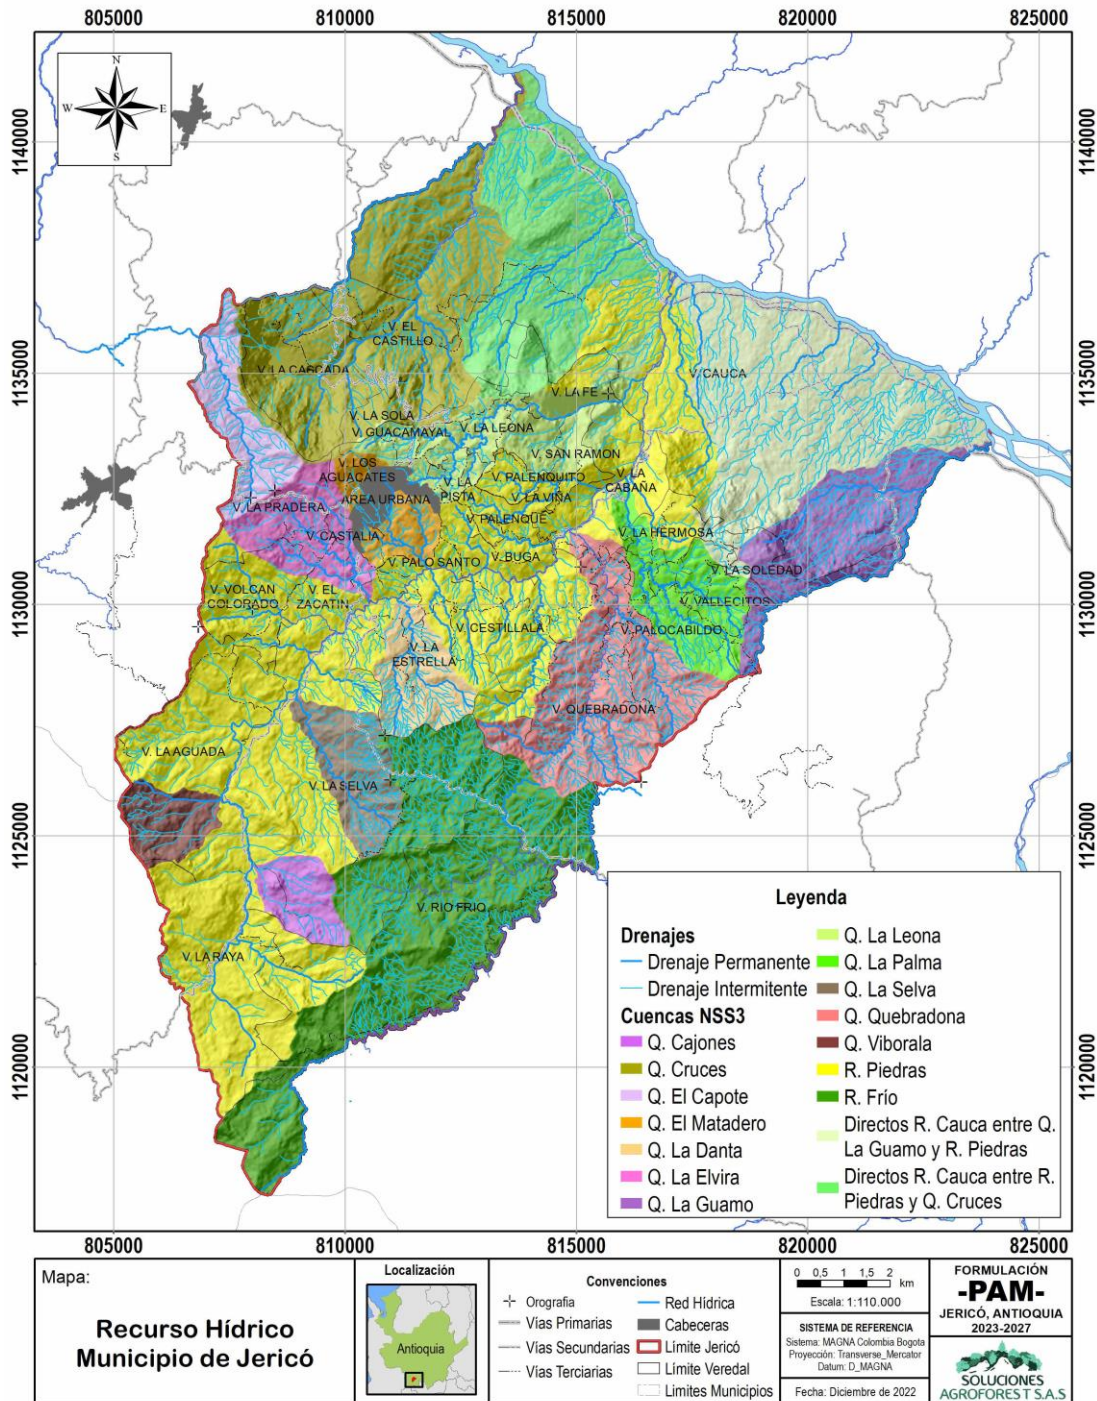 805000
810000
815000
820000
825000
N
W
E
S
1140000
1140000
1135000
1135000
1130000
1130000
1125000
1125000
1120000
1120000
V. EL
CASTILLO
V. LA CASCADA
V. CAUCA
V. LA FE
V. LA SOLA
V. GUACAMAYAL
V. LA LEONA
V. SAN RAMON
V. LOS
AGUACATES
V. LA
PISTA
V. PALENQUITO
V. LA
CABAÑA
AREA URBANA
V. LA VIÑA
V. LA PRADERA
V. PALENQUE
V. CASTALIA
V. LA HERMOSA
V. BUGA
V. PALO SANTO
V. LA SOLEDAD
V. VOLCAN
COLORADO
V. EL
ZACATIN
V. VALLECITOS
V. CESTILLALA
V. PALOCABILDO
V. LA
ESTRELLA
V. QUEBRADONA
V. LA AGUADA
V. LA SELVA
V. RIO FRIO
V. LA RAYA
Leyenda
Drenajes
Drenaje Permanente
Drenaje Intermitente
Cuencas NSS3
Q. Cajones
Q. Cruces
Q. El Capote
Q. El Matadero
Q. La Danta
Q. La Elvira
Q. La Guamo
Q. La Leona
Q. La Palma
Q. La Selva
Q. Quebradona
Q. Viborala
R. Piedras
R. Frío
Directos R. Cauca entre Q.
La Guamo y R. Piedras
Directos R. Cauca entre R.
Piedras y Q. Cruces
805000
810000
815000
820000
825000
Mapa:
Recurso Hídrico
Municipio de Jericó
Localización
Antioquia
Convenciones
Orografia
Vías Primarias
Vías Secundarias
Vías Terciarias
Red Hídrica
Cabeceras
Límite Jericó
Límite Veredal
Limites Municipios
0 0,5 1 1,5 2
km
Escala: 1:110.000
SISTEMA DE REFERENCIA
Sistema: MAGNA Colombia Bogota
Proyección: Transverse_Mercator
Datum: D_MAGNA
Fecha: Diciembre de 2022
FORMULACIÓN
-PAM-
JERICÓ, ANTIOQUIA
2023-2027
SOLUCIONES
AGROFOREST S.A.S